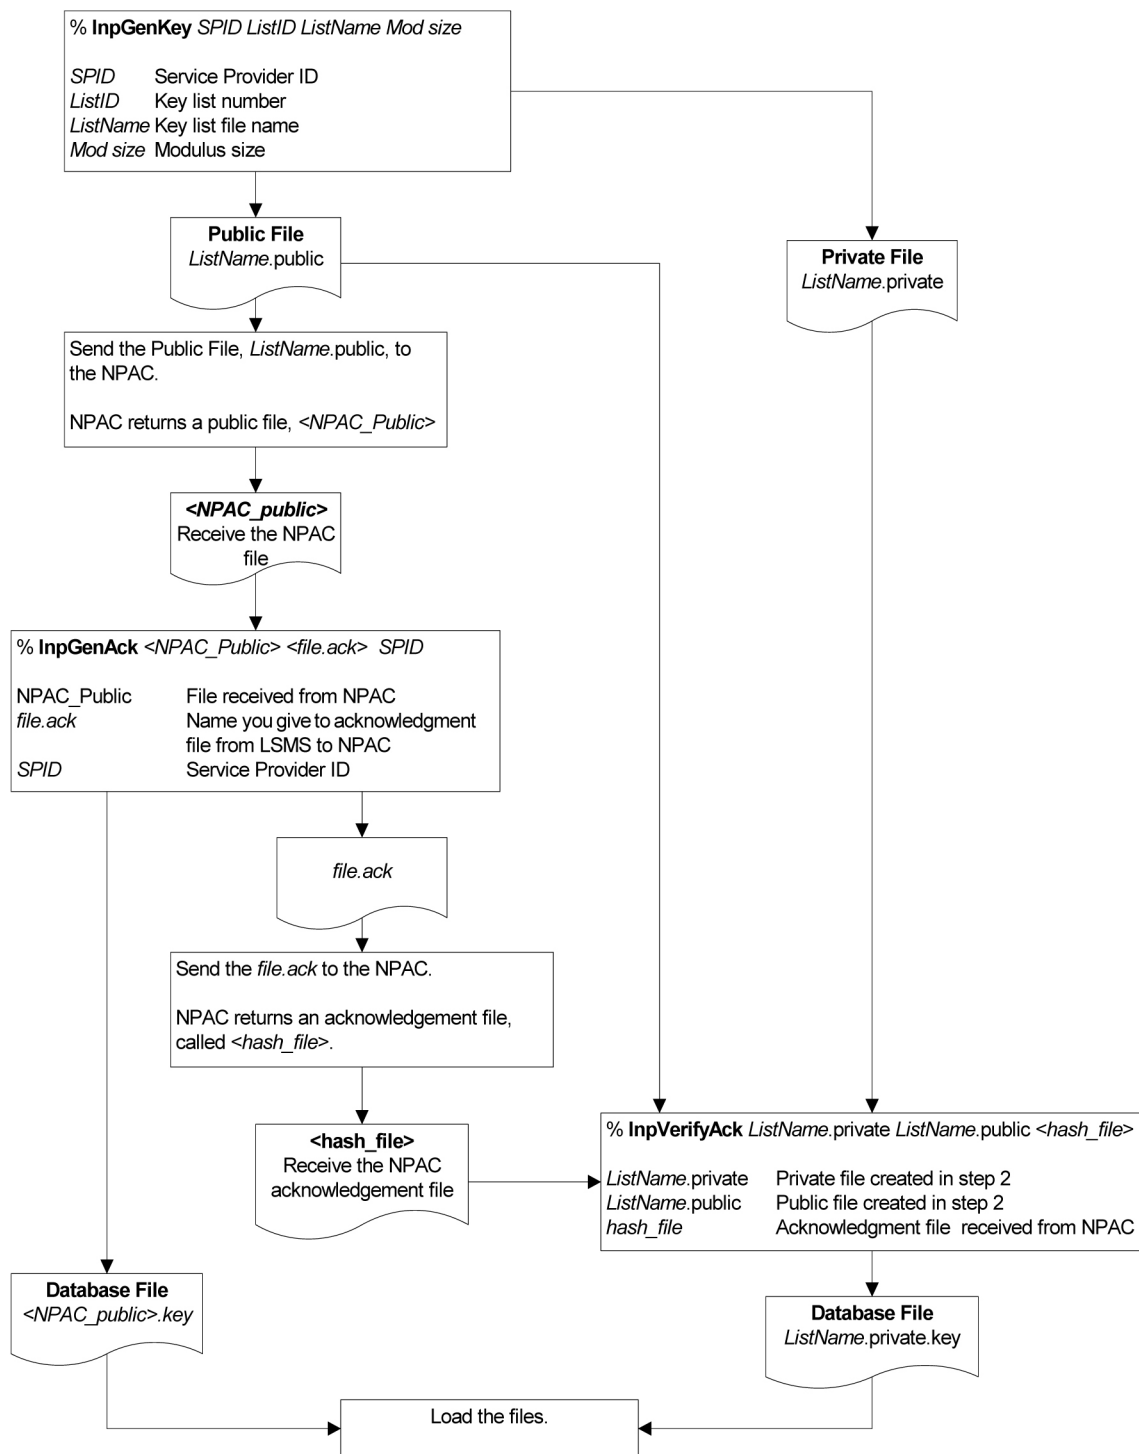 % InpGenKey SPID ListID ListName Mod size
SPID Service Provider ID
ListID Key list number
ListName Key list file name
Mod size Modulus size
Public File
ListName.public
Private File
ListName.private
Send the Public File, ListName.public, to
the NPAC.
NPAC returns a public file, <NPAC_Public>
<NPAC_public>
Receive the NPAC
file
% InpGenAck <NPAC_Public> <file.ack> SPID
NPAC_Public File received from NPAC
file.ack Name you give to acknowledgment
file from LSMS to NPAC
SPID Service Provider ID
file.ack
Send the file.ack to the NPAC.
NPAC returns an acknowledgement file,
called <hash_file>.
<hash_file>
Receive the NPAC
acknowledgement file
% InpVerifyAck ListName.private ListName.public <hash_file>
ListName.private Private file created in step 2
ListName.public Public file created in step 2
hash_file Acknowledgment file received from NPAC
Database File
<NPAC_public>.key
Database File
ListName.private.key
Load the files.